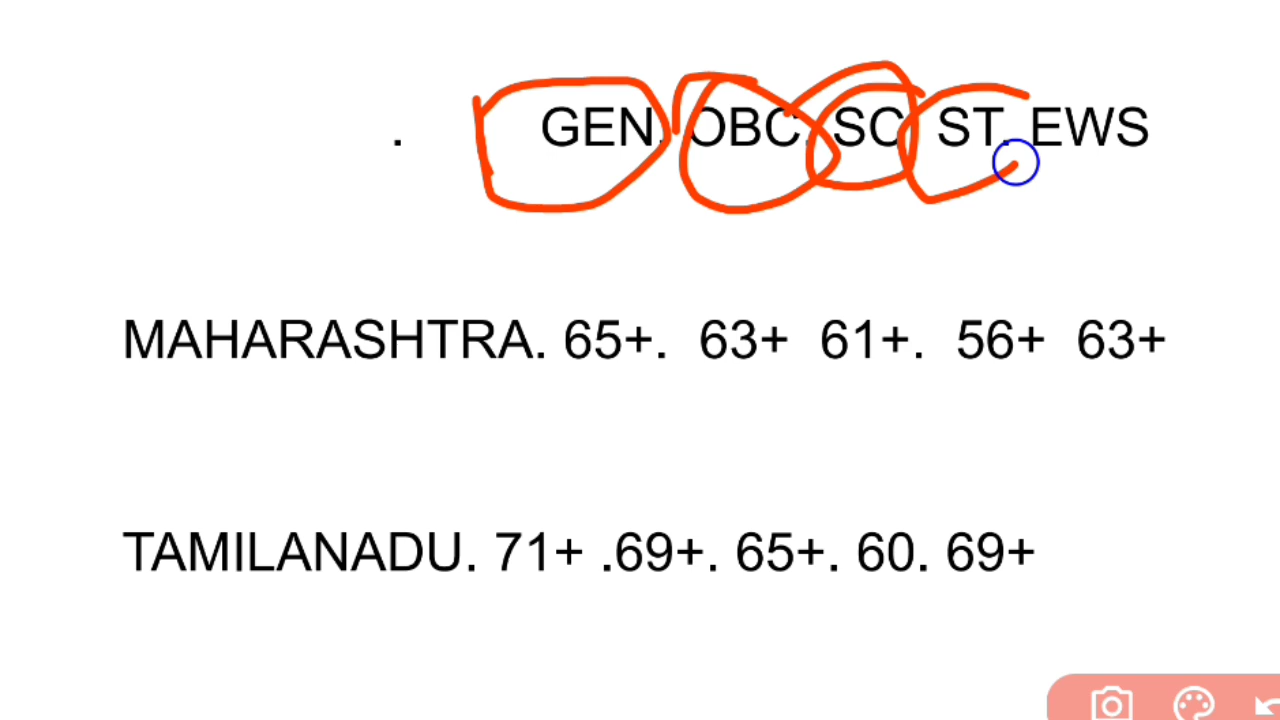 . GEN. OBC. SC ST. EWS
MAHARASHTRA. 65+. 63+ 61+. 56+ 63+
TAMILANADU. 71+ .69+. 65+. 60. 69+